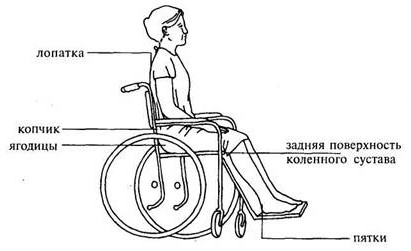 лопатка
копчик
ягодицы
задняя поверхность
коленного сустава
пятки